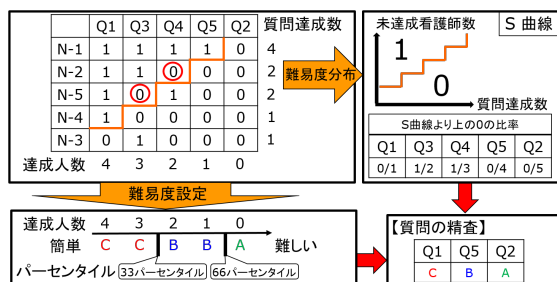 Q1 Q3 Q4 Q5 Q2 質問達成数
N-1 1 1 1 1 0 4
N-2 1 1 0 0 0 2
N-5 1 0 1 0 0 2
N-4 1 0 0 0 0 1
N-3 0 1 0 0 0 1
達成人数 4 3 2 1 0
難易度分布
未達成看護師数
S 曲線
1
0
質問達成数
S曲線より上の0の比率
Q1 Q3 Q4 Q5 Q2
0/1 1/2 1/3 0/4 0/5
難易度設定
達成人数 4 3 2 1 0
簡単 C C B B A 難しい
パーセンタイル 33パーセンタイル 66パーセンタイル
【質問の精査】
Q1 Q5 Q2
C B A